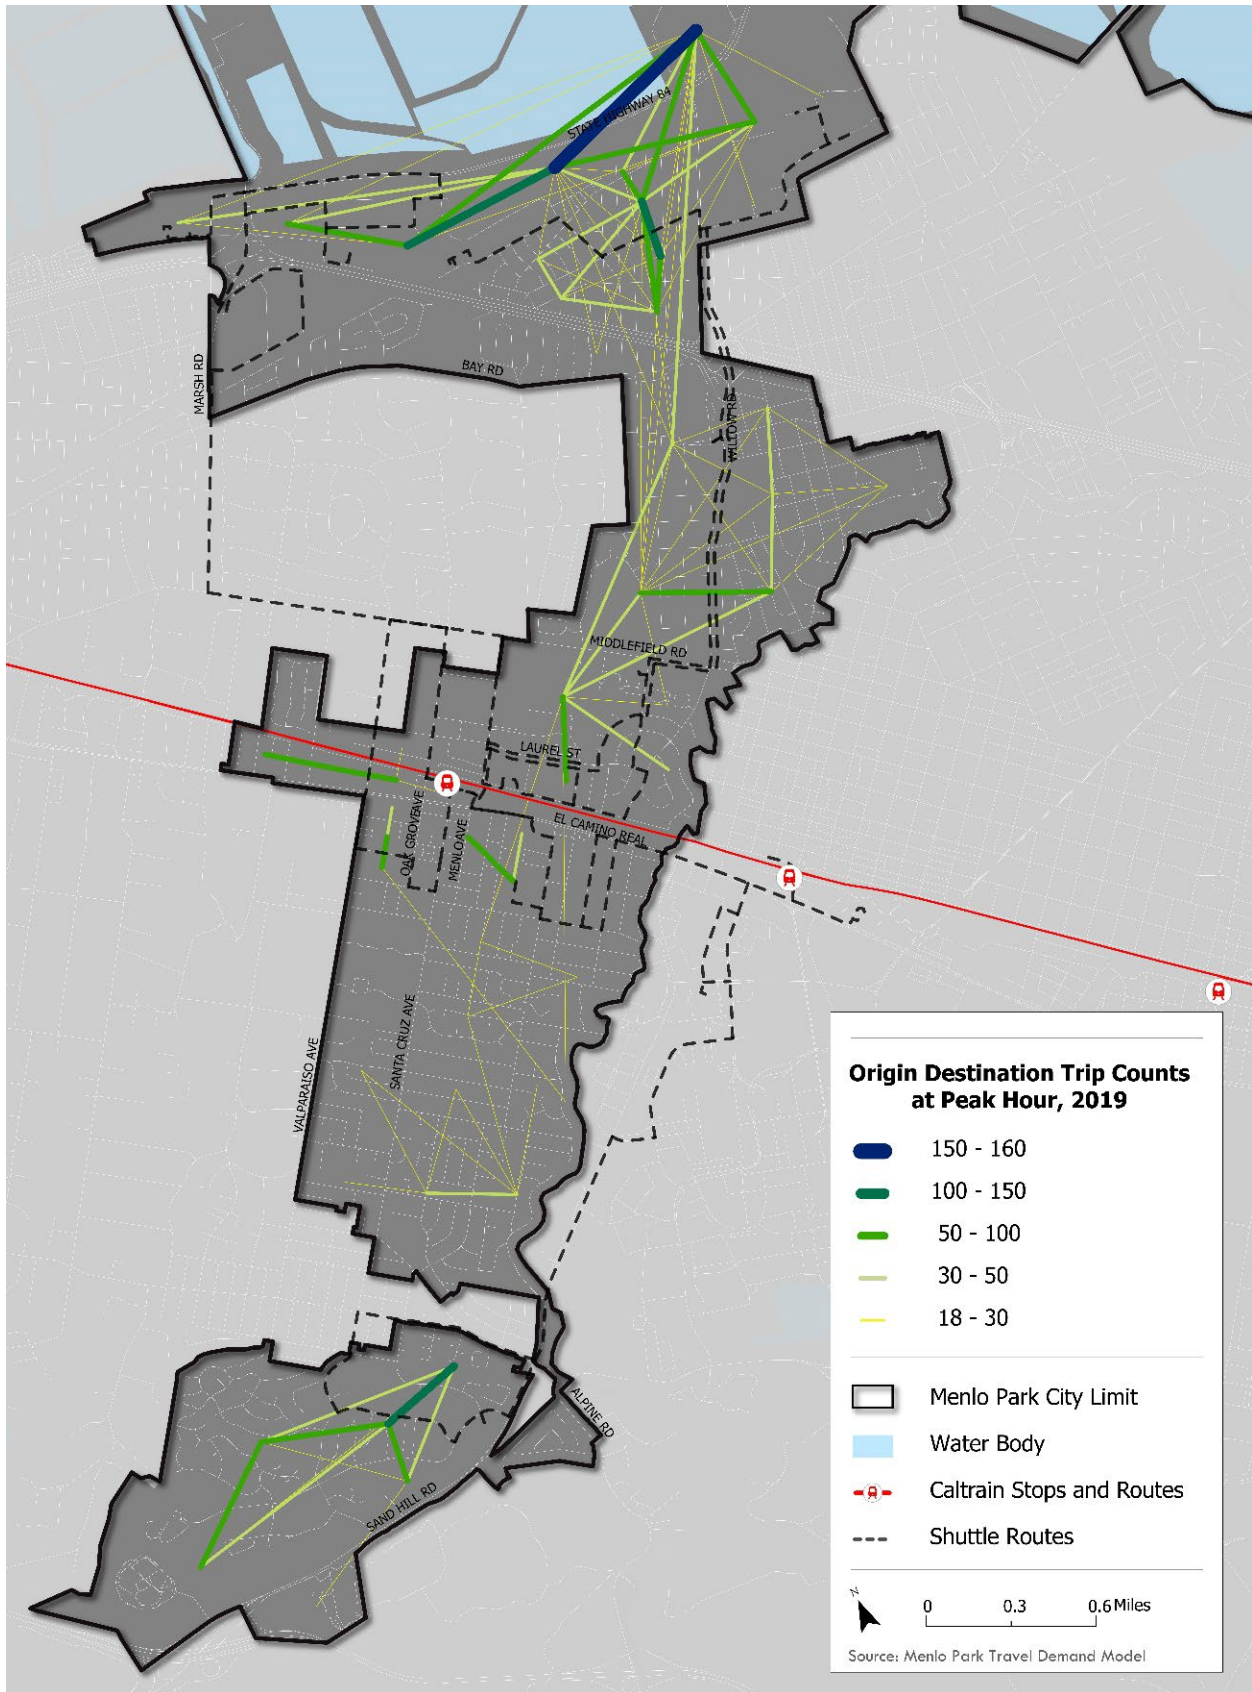 STATE HIGHWAY 84
MARSH RD
BAY RD
WILLOW RD
MIDDLEFIELD RD
LAUREL ST
EL CAMINO REAL
OAK GROVE AVE
MENLO AVE
SANTA CRUZ AVE
VALPARAISO AVE
ALPINE RD
SAND HILL RD
Origin Destination Trip Counts
at Peak Hour, 2019
150 - 160
100 - 150
50 - 100
30 - 50
18 - 30
Menlo Park City Limit
Water Body
Caltrain Stops and Routes
Shuttle Routes
N
0 0.3 0.6 Miles
Source: Menlo Park Travel Demand Model